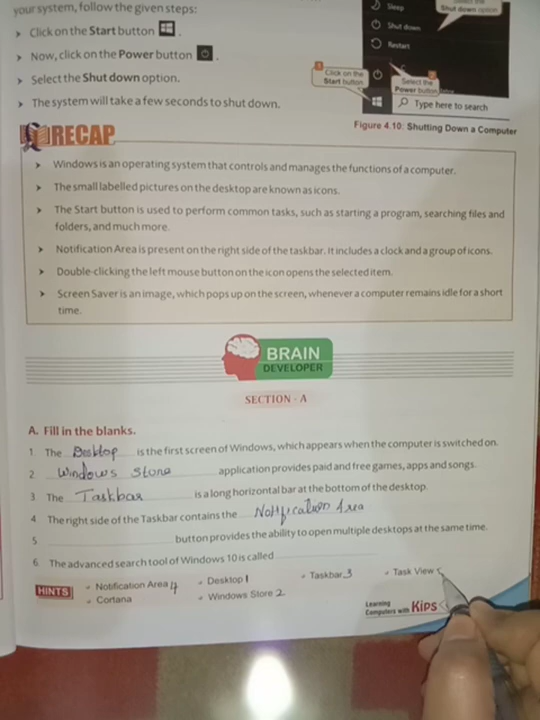 your system, follow the given steps:
➤ Click on the Start button .
➤ Now, click on the Power button .
➤ Select the Shut down option.
➤ The system will take a few seconds to shut down.
Sleep
Shut down
Restart
Shut down option
1 Click on the
Start button
Select the
Power button
Type here to search
Figure 4.10: Shutting Down a Computer
RECAP
➤ Windows is an operating system that controls and manages the functions of a computer.
➤ The small labelled pictures on the desktop are known as icons.
➤ The Start button is used to perform common tasks, such as starting a program, searching files and
folders, and much more.
➤ Notification Area is present on the right side of the taskbar. It includes a clock and a group of icons.
➤ Double-clicking the left mouse button on the icon opens the selected item.
➤ Screen Saver is an image, which pops up on the screen, whenever a computer remains idle for a short
time.
BRAIN
DEVELOPER
SECTION - A
A. Fill in the blanks.
1 The Desktop is the first screen of Windows, which appears when the computer is switched on.
2 Windows Store application provides paid and free games, apps and songs.
3 The Taskbar is a long horizontal bar at the bottom of the desktop.
4 The right side of the Taskbar contains the Notification Area
5 button provides the ability to open multiple desktops at the same time.
6 The advanced search tool of Windows 10 is called
HINTS
Notification Area 4
Desktop 1
Taskbar 3
Task View 5
Cortana
Windows Store 2
Learning
Computers with KIPS